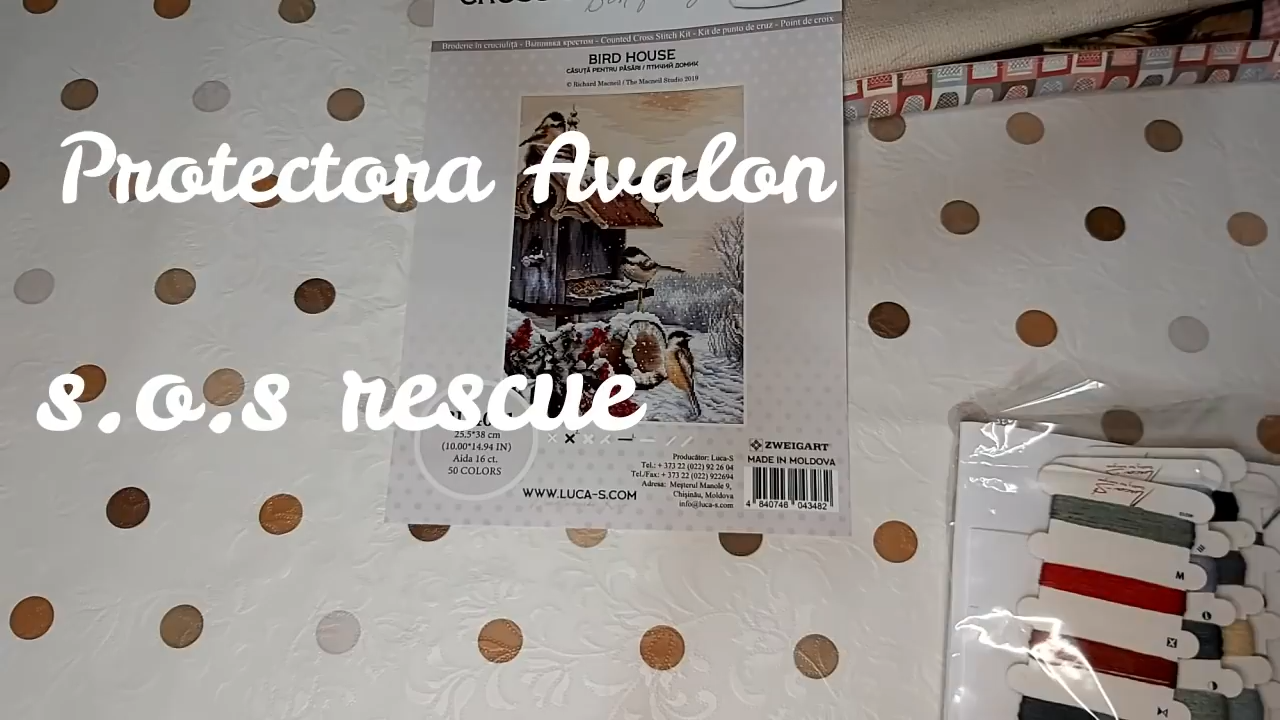 Broderie în cruciuliță - Вышивка крестом - Counted Cross Stitch Kit - Kit de punto de cruz - Point de croix
BIRD HOUSE
CĂSUȚĂ PENTRU PĂSĂRI / ПТИЧИЙ ДОМИК
© Richard Macneil / The Macneil Studio 2019
Protectora Avalon
s.o.s rescue
25.5*38 cm
(10.00*14.94 IN)
Aida 16 ct.
50 COLORS
WWW.LUCA-S.COM
Producător: Luca-S
Tel.: + 373 22 (022) 92 26 04
Tel./Fax: + 373 22 (022) 922694
Adresa: Meșterul Manole 9,
Chișinău, Moldova
info@luca-s.com
ZWEIGART
MADE IN MOLDOVA
4 840746 043482
M
X